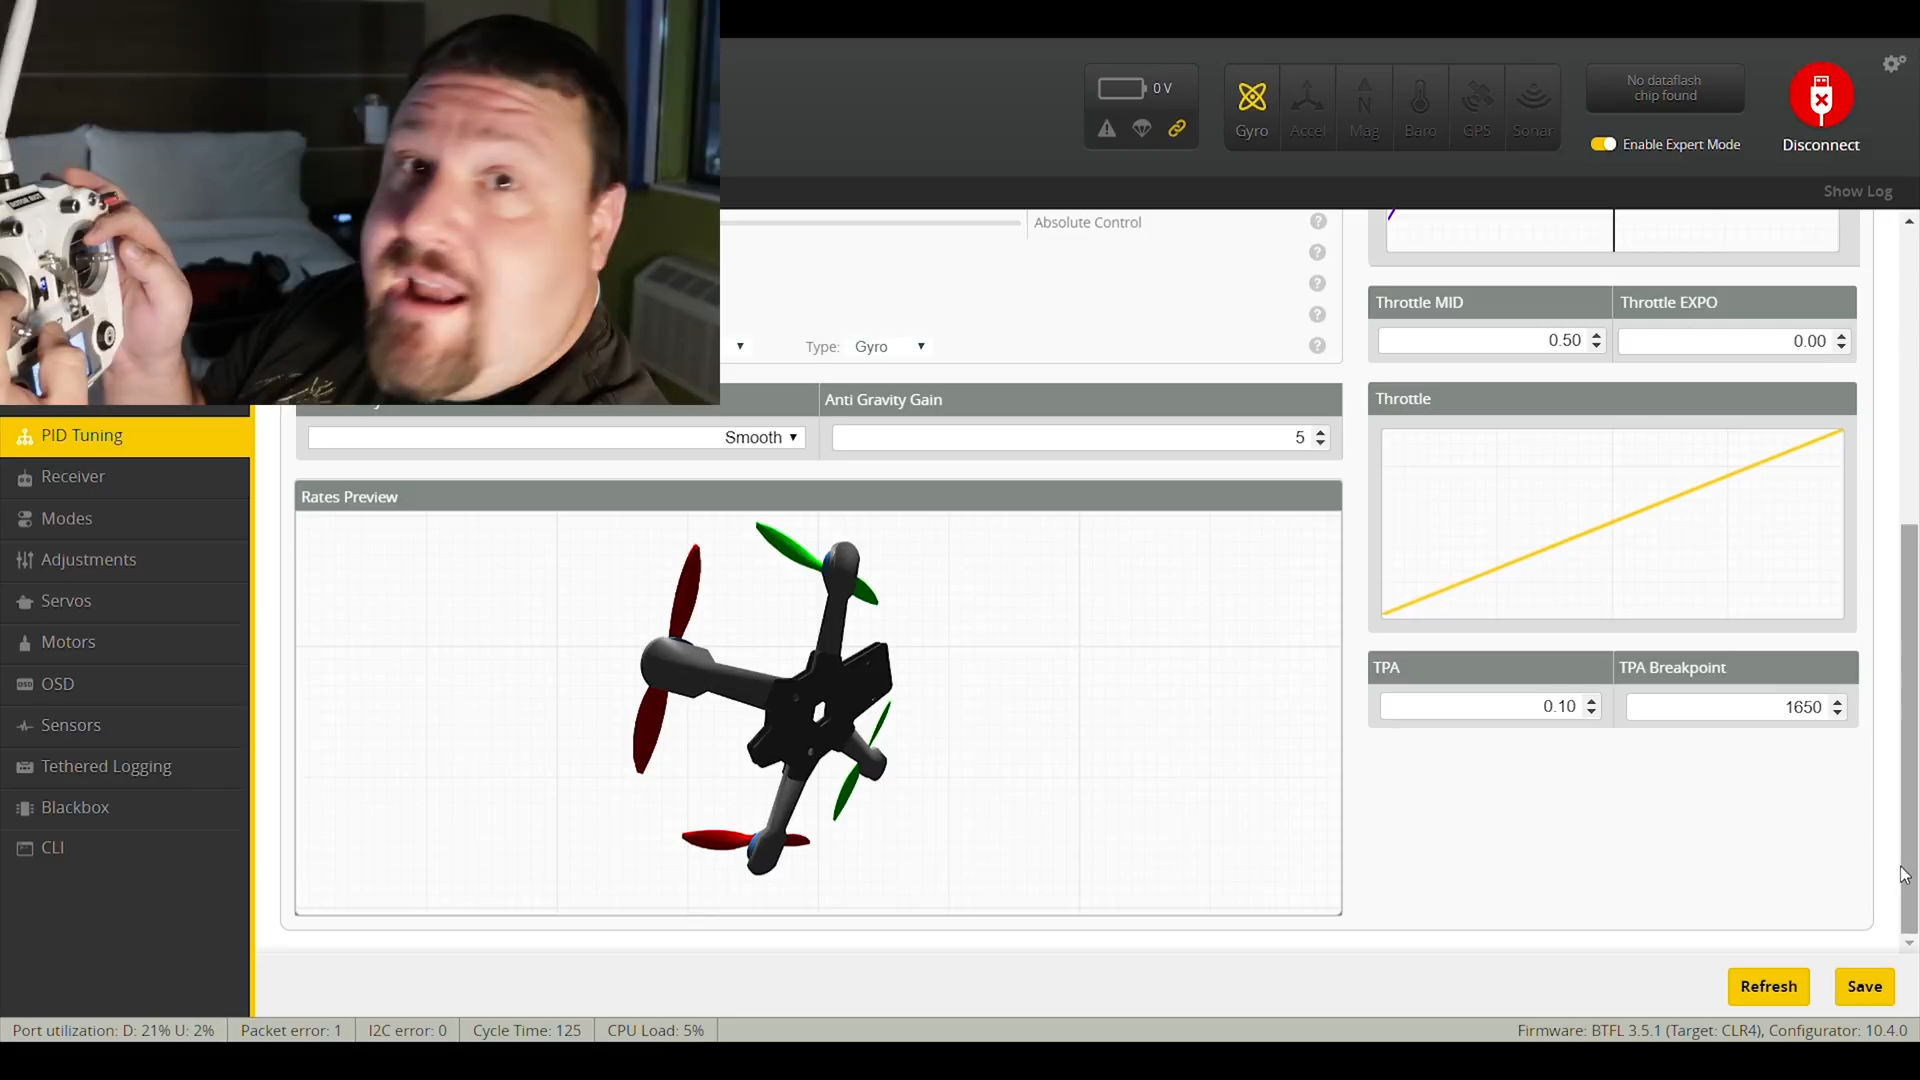 0 V
Gyro
Accel
N
Mag
Baro
GPS
Sonar
No dataflash
chip found
Enable Expert Mode
Disconnect
Show Log
Absolute Control
Type: Gyro
Throttle MID
Throttle EXPO
0.50
0.00
Anti Gravity Gain
Smooth
5
Throttle
PID Tuning
Receiver
Modes
Adjustments
Servos
Motors
OSD
Sensors
Tethered Logging
Blackbox
CLI
Rates Preview
TPA
TPA Breakpoint
0.10
1650
Refresh
Save
Port utilization: D: 21% U: 2%
Packet error: 1
I2C error: 0
Cycle Time: 125
CPU Load: 5%
Firmware: BTFL 3.5.1 (Target: CLR4), Configurator: 10.4.0